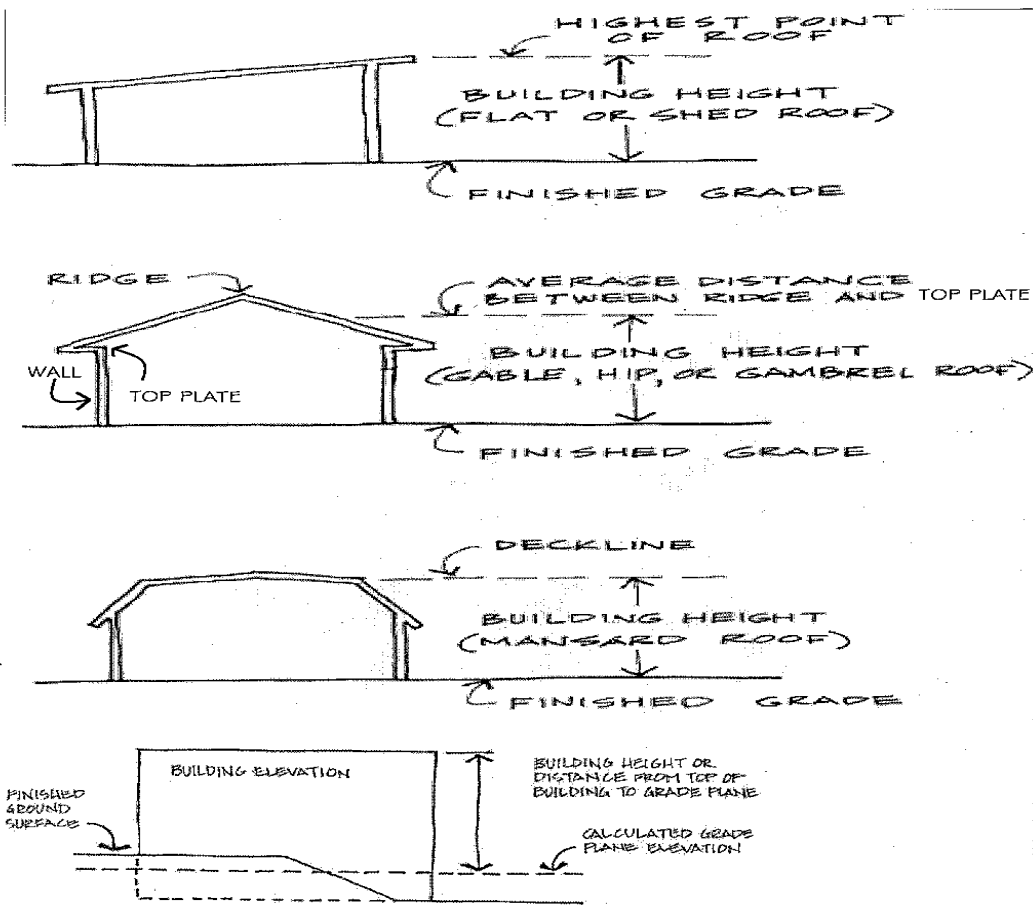 HIGHEST POINT
OF ROOF
BUILDING HEIGHT
(FLAT OR SHED ROOF)
FINISHED GRADE
RIDGE
AVERAGE DISTANCE
BETWEEN RIDGE AND TOP PLATE
BUILDING HEIGHT
(GABLE, HIP, OR GAMBREL ROOF)
WALL
TOP PLATE
FINISHED GRADE
DECKLINE
BUILDING HEIGHT
(MANSARD ROOF)
FINISHED GRADE
BUILDING ELEVATION
BUILDING HEIGHT OR
DISTANCE FROM TOP OF
BUILDING TO GRADE PLANE
FINISHED
GROUND
SURFACE
CALCULATED GRADE
PLANE ELEVATION